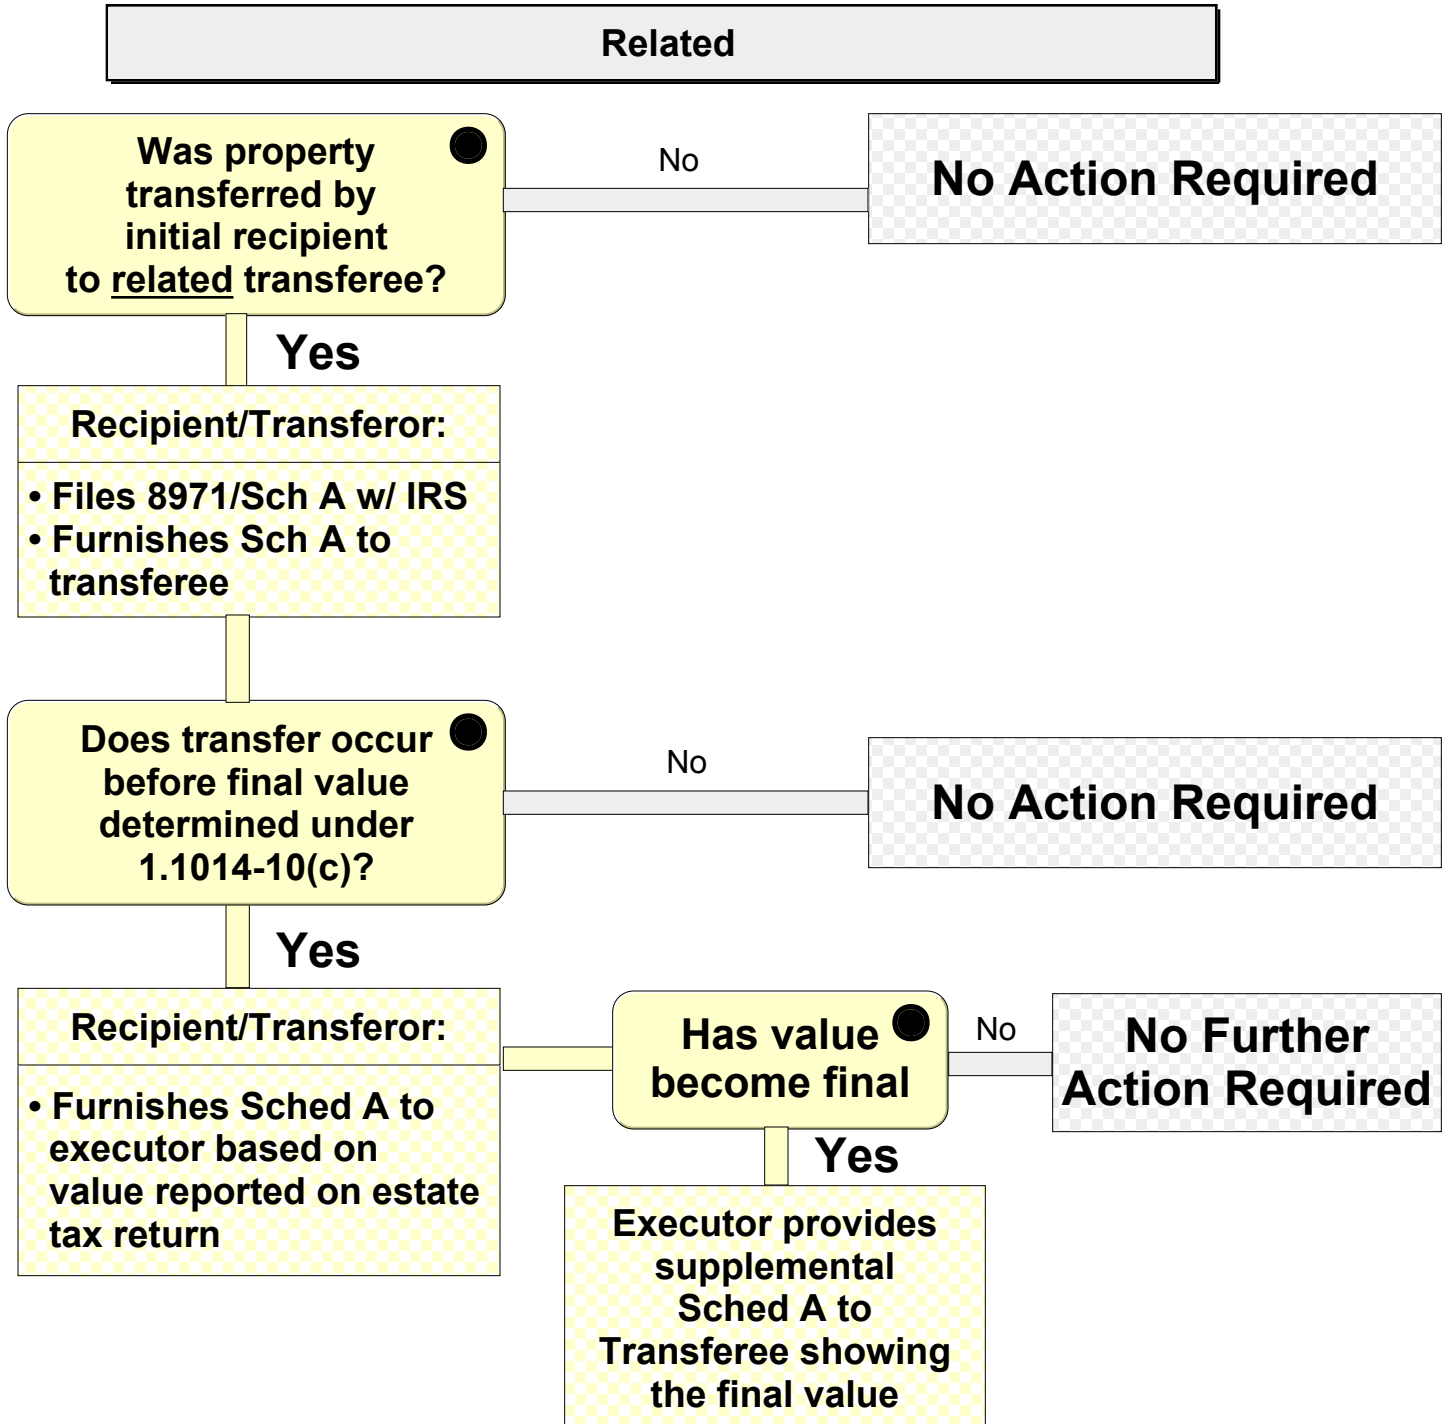 Related
Was property
transferred by
initial recipient
to related transferee?
No
No Action Required
Yes
Recipient/Transferor:
• Files 8971/Sch A w/ IRS
• Furnishes Sch A to
transferee
Does transfer occur
before final value
determined under
1.1014-10(c)?
No
No Action Required
Yes
Recipient/Transferor:
• Furnishes Sched A to
executor based on
value reported on estate
tax return
Has value
become final
No
No Further
Action Required
Yes
Executor provides
supplemental
Sched A to
Transferee showing
the final value